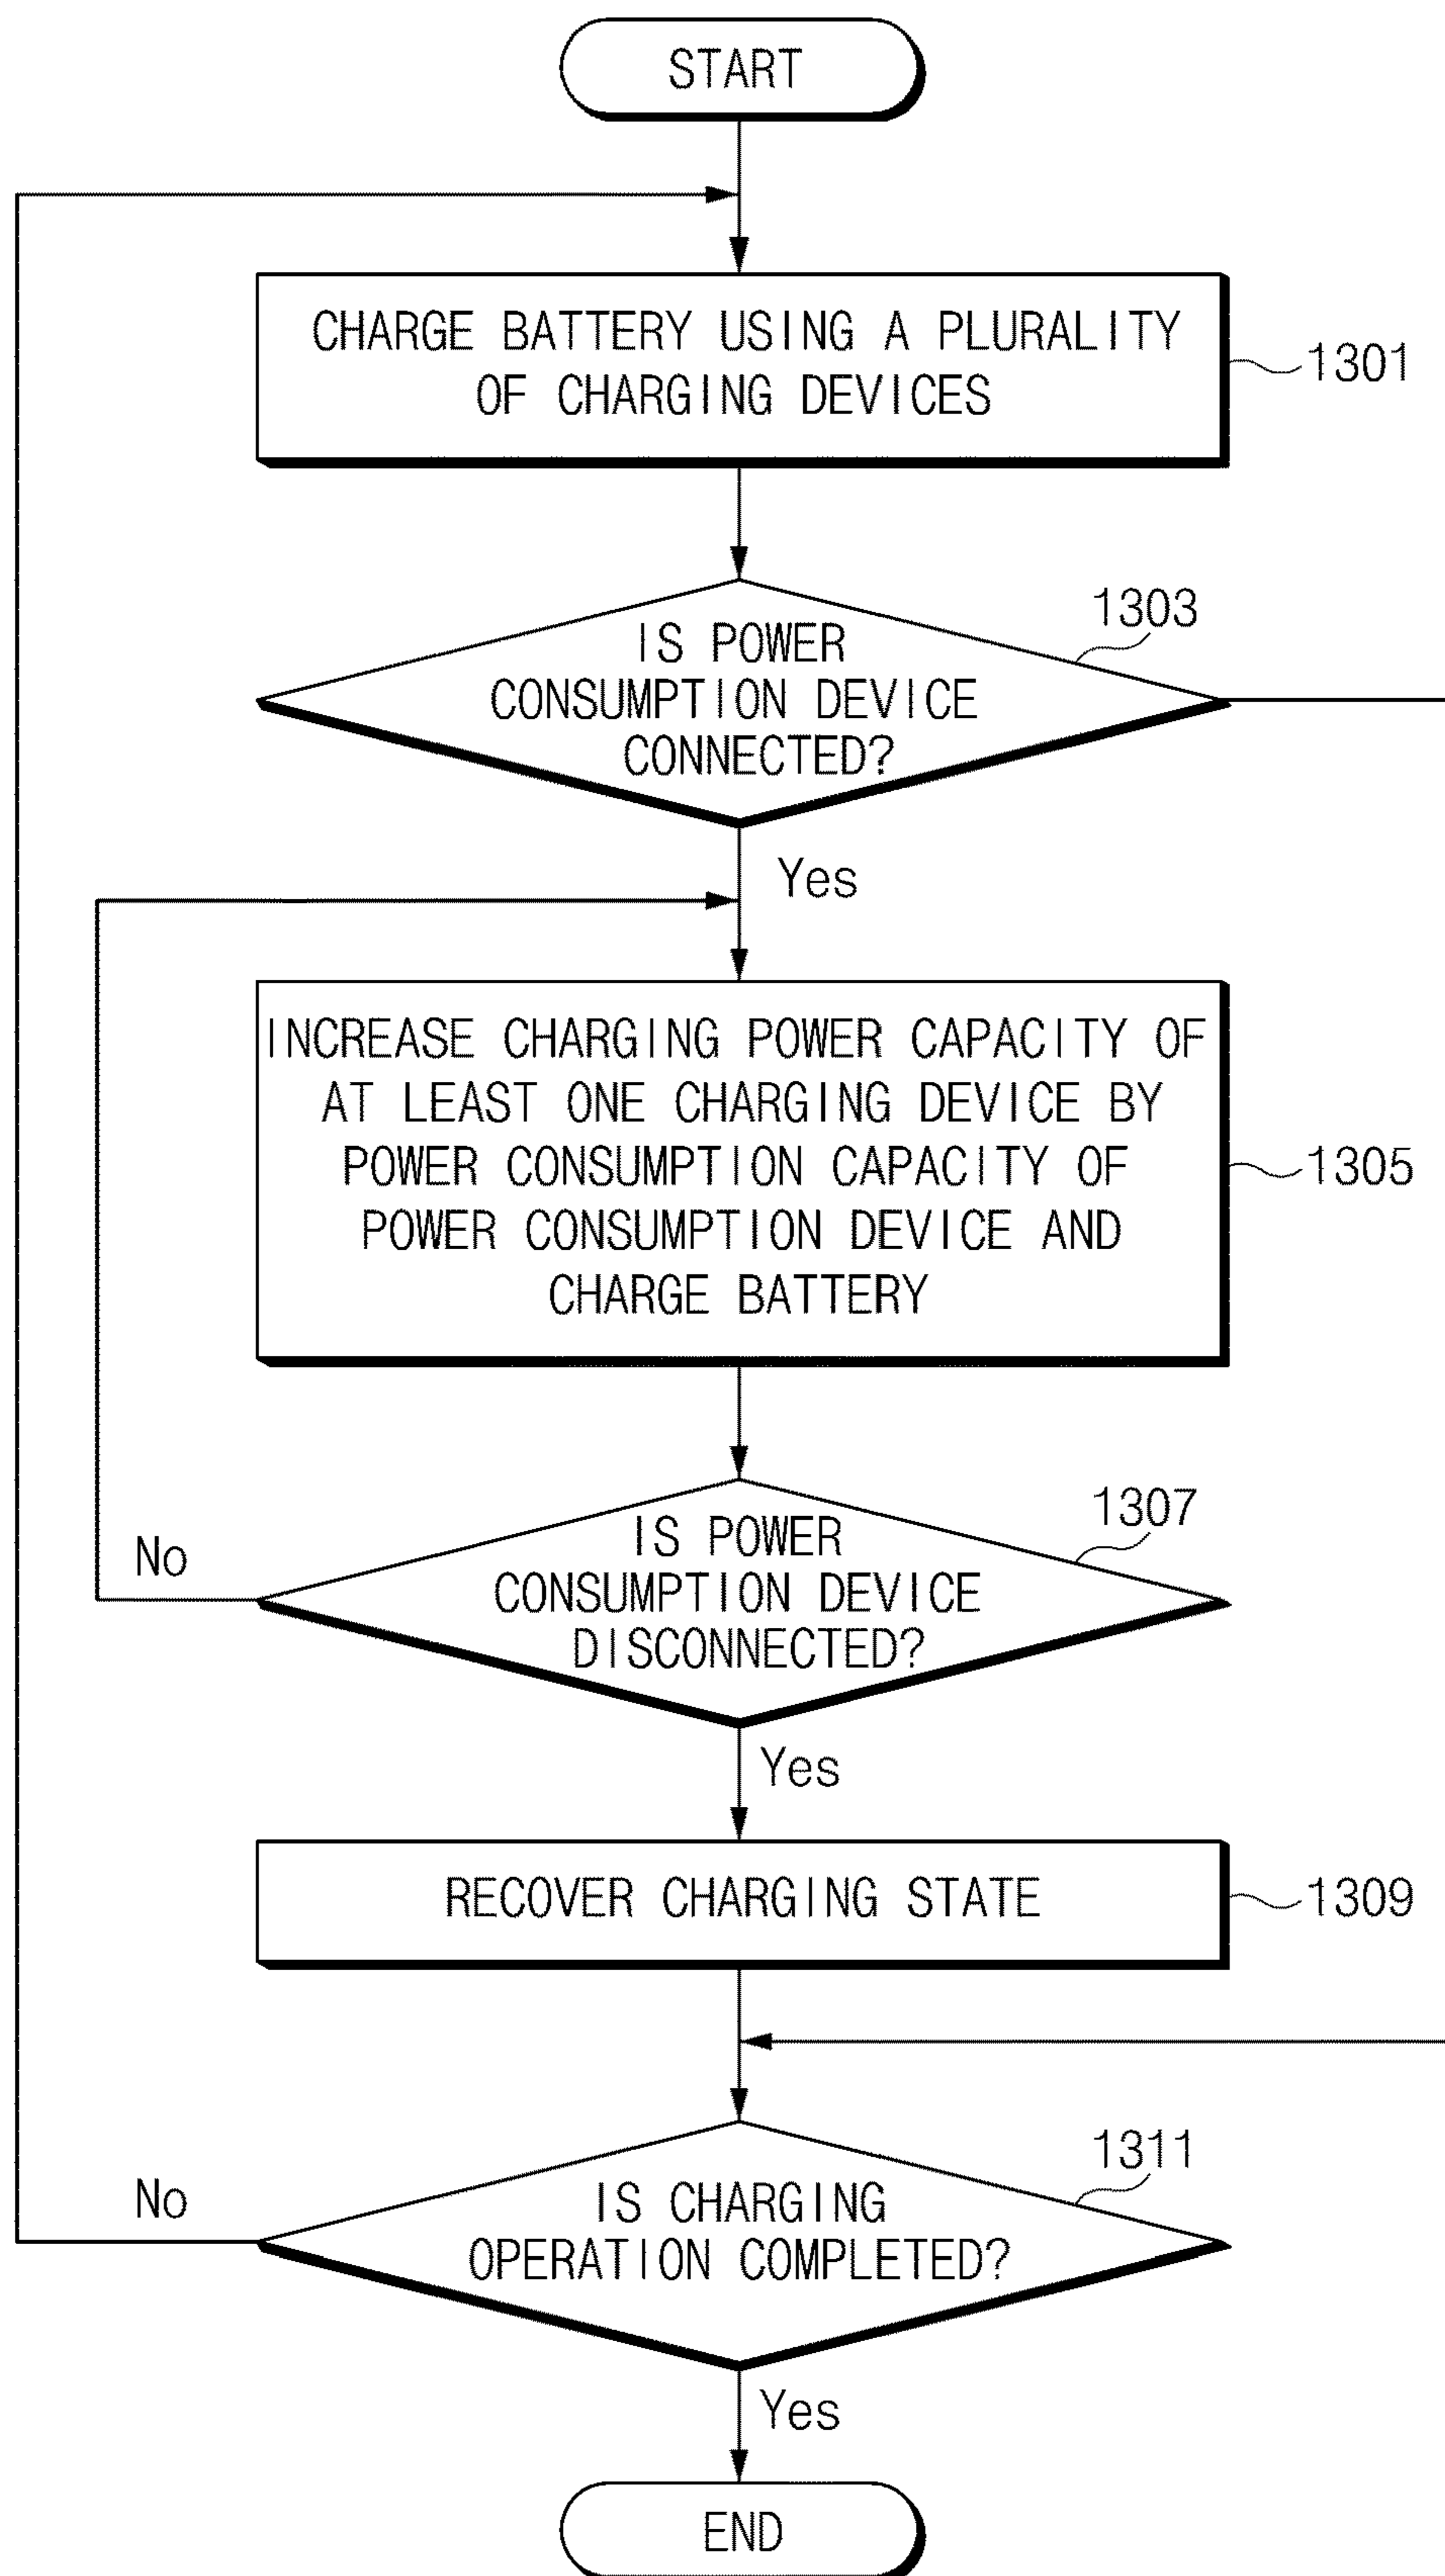 START
CHARGE BATTERY USING A PLURALITY
OF CHARGING DEVICES
1301
1303
IS POWER
CONSUMPTION DEVICE
CONNECTED?
Yes
INCREASE CHARGING POWER CAPACITY OF
AT LEAST ONE CHARGING DEVICE BY
POWER CONSUMPTION CAPACITY OF
POWER CONSUMPTION DEVICE AND
CHARGE BATTERY
1305
1307
IS POWER
CONSUMPTION DEVICE
DISCONNECTED?
No
Yes
RECOVER CHARGING STATE
1309
1311
IS CHARGING
OPERATION COMPLETED?
No
Yes
END